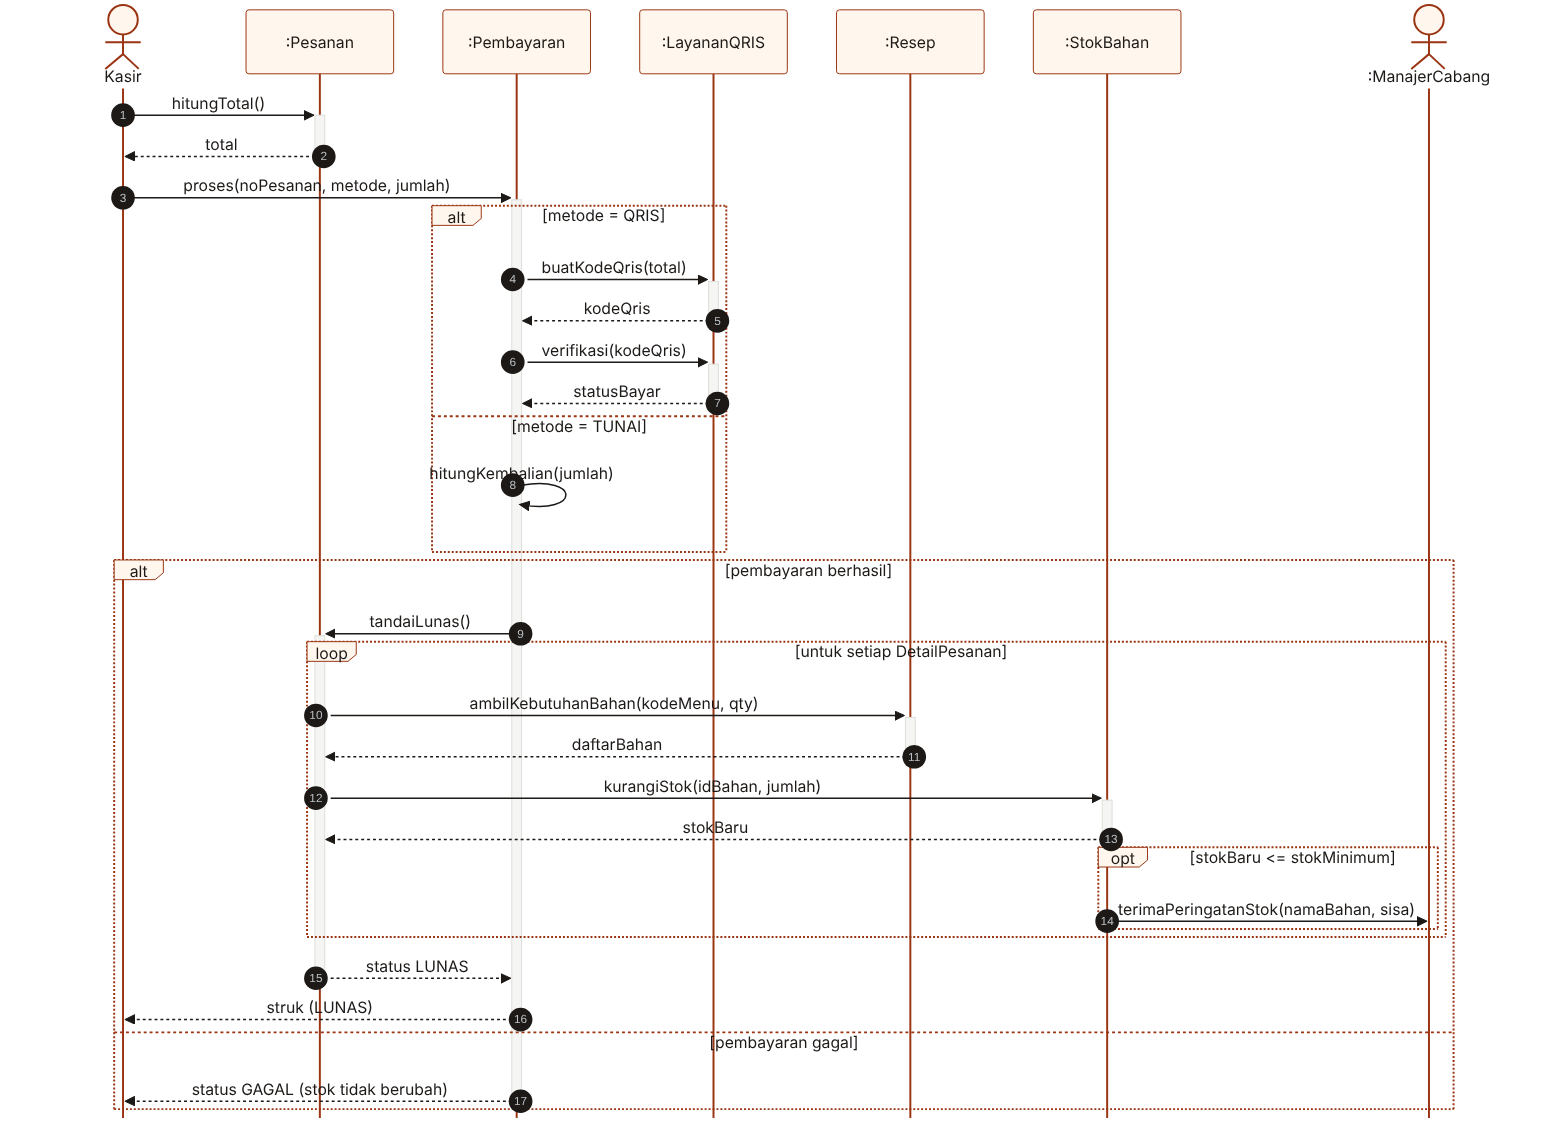 Kasir
:Pesanan
:Pembayaran
:LayananQRIS
:Resep
:StokBahan
:ManajerCabang
1
hitungTotal()
total
2
3
proses(noPesanan, metode, jumlah)
alt
[metode = QRIS]
4
buatKodeQris(total)
kodeQris
5
6
verifikasi(kodeQris)
statusBayar
7
[metode = TUNAI]
hitungKembalian(jumlah)
8
alt
[pembayaran berhasil]
tandaiLunas()
9
loop
[untuk setiap DetailPesanan]
10
ambilKebutuhanBahan(kodeMenu, qty)
daftarBahan
11
12
kurangiStok(idBahan, jumlah)
stokBaru
13
opt
[stokBaru <= stokMinimum]
14
terimaPeringatanStok(namaBahan, sisa)
15
status LUNAS
struk (LUNAS)
16
[pembayaran gagal]
status GAGAL (stok tidak berubah)
17